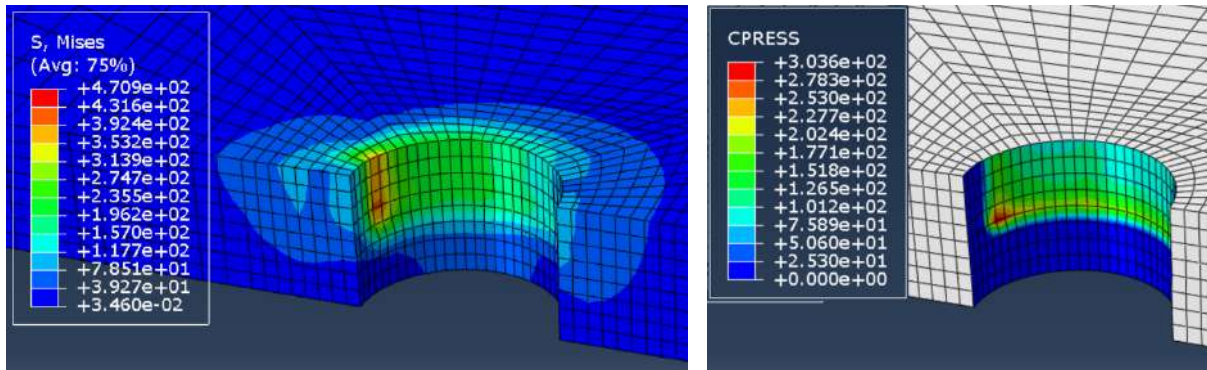 S, Mises
(Avg: 75%)
+4.709e+02
+4.316e+02
+3.924e+02
+3.532e+02
+3.139e+02
+2.747e+02
+2.355e+02
+1.962e+02
+1.570e+02
+1.177e+02
+7.851e+01
+3.927e+01
+3.460e-02
CPRESS
+3.036e+02
+2.783e+02
+2.530e+02
+2.277e+02
+2.024e+02
+1.771e+02
+1.518e+02
+1.265e+02
+1.012e+02
+7.589e+01
+5.060e+01
+2.530e+01
+0.000e+00